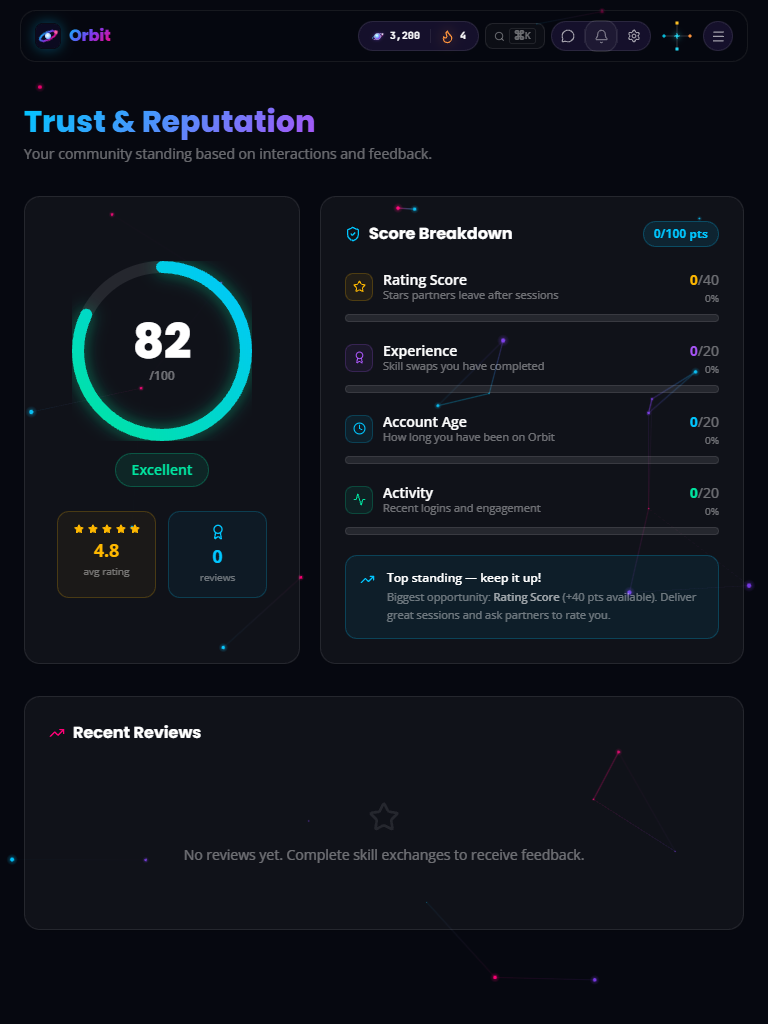 Orbit
3,200
4
⌘K
Trust & Reputation
Your community standing based on interactions and feedback.
82
/100
Excellent
4.8
avg rating
0
reviews
Score Breakdown
0/100 pts
Rating Score
0/40
Stars partners leave after sessions
0%
Experience
0/20
Skill swaps you have completed
0%
Account Age
0/20
How long you have been on Orbit
0%
Activity
0/20
Recent logins and engagement
0%
Top standing — keep it up!
Biggest opportunity: Rating Score (+40 pts available). Deliver
great sessions and ask partners to rate you.
Recent Reviews
No reviews yet. Complete skill exchanges to receive feedback.